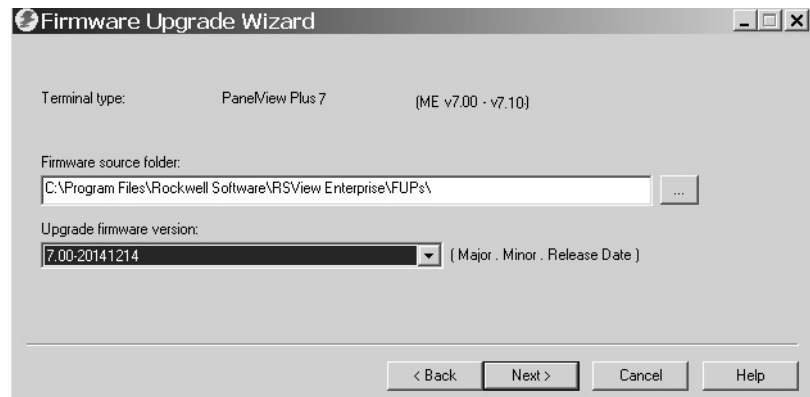 Firmware Upgrade Wizard
Terminal type: PanelView Plus 7 (ME v7.00 - v7.10)
Firmware source folder:
C:\Program Files\Rockwell Software\RSView Enterprise\FUPs\
...
Upgrade firmware version:
7.00-20141214 ( Major . Minor . Release Date )
< Back Next > Cancel Help